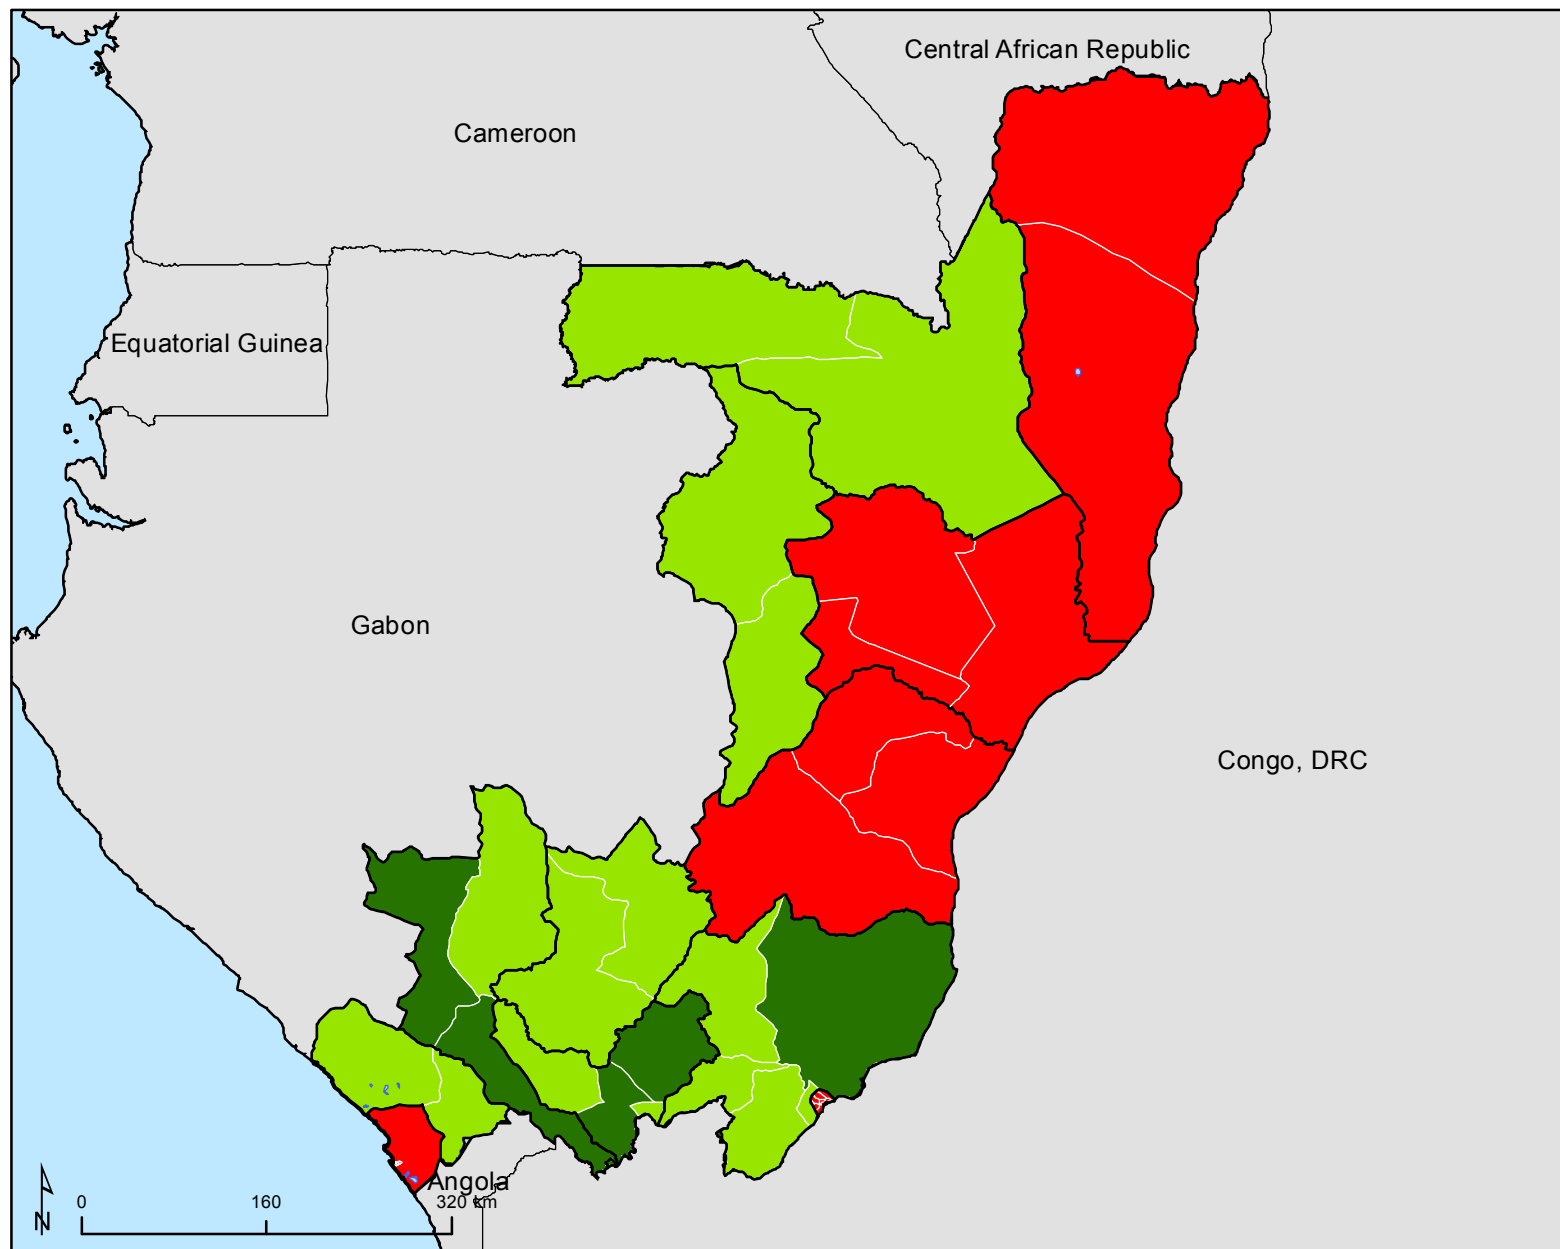 Central African Republic
Cameroon
Equatorial Guinea
Gabon
Congo, DRC
Angola
0 160 320 km
N